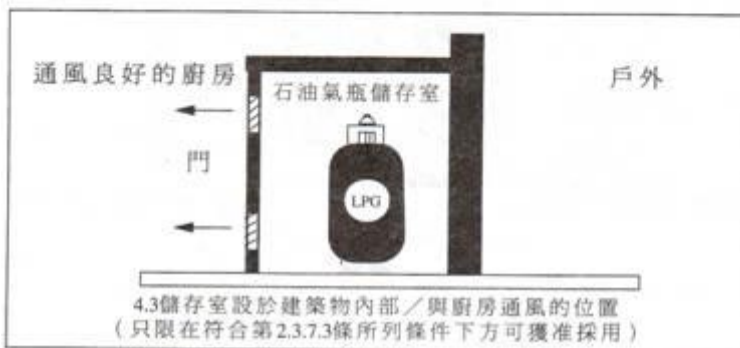 通風良好的廚房
戶外
石油氣瓶儲存室
門
LPG
4.3儲存室設於建築物內部／與廚房通風的位置
（只限在符合第2.3.7.3條所列條件下方可獲准採用）